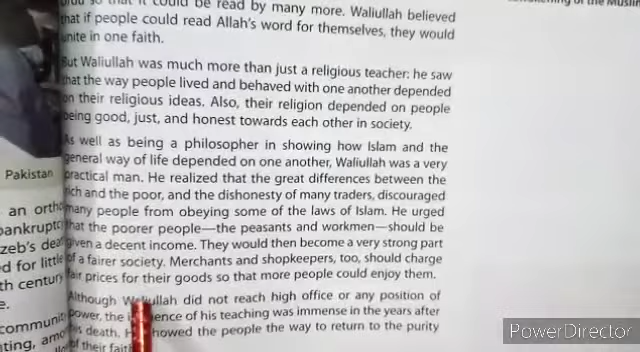 so that it could be read by many more. Waliullah believed
that if people could read Allah's word for themselves, they would
unite in one faith.
But Waliullah was much more than just a religious teacher: he saw
that the way people lived and behaved with one another depended
on their religious ideas. Also, their religion depended on people
being good, just, and honest towards each other in society.
As well as being a philosopher in showing how Islam and the
general way of life depended on one another, Waliullah was a very
practical man. He realized that the great differences between the
rich and the poor, and the dishonesty of many traders, discouraged
many people from obeying some of the laws of Islam. He urged
that the poorer people—the peasants and workmen—should be
given a decent income. They would then become a very strong part
of a fairer society. Merchants and shopkeepers, too, should charge
fair prices for their goods so that more people could enjoy them.
Although Waliullah did not reach high office or any position of
power, the of his teaching was immense in the years after
his death. showed the people the way to return to the purity
of their faith
Pakistan
an
zeb's
d for little
th century
e.
of the
PowerDirector